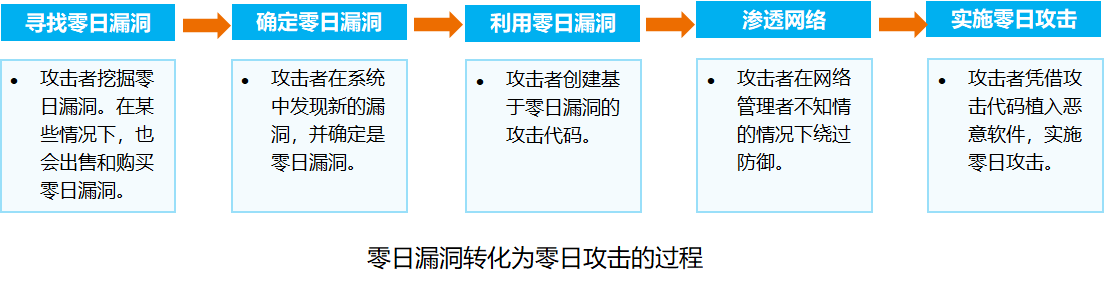 寻找零日漏洞
确定零日漏洞
利用零日漏洞
渗透网络
实施零日攻击
• 攻击者挖掘零
日漏洞。在某
些情况下，也
会出售和购买
零日漏洞。
• 攻击者在系统
中发现新的漏
洞，并确定是
零日漏洞。
• 攻击者创建基
于零日漏洞的
攻击代码。
• 攻击者在网络
管理者不知情
的情况下绕过
防御。
• 攻击者凭借攻
击代码植入恶
意软件，实施
零日攻击。
零日漏洞转化为零日攻击的过程